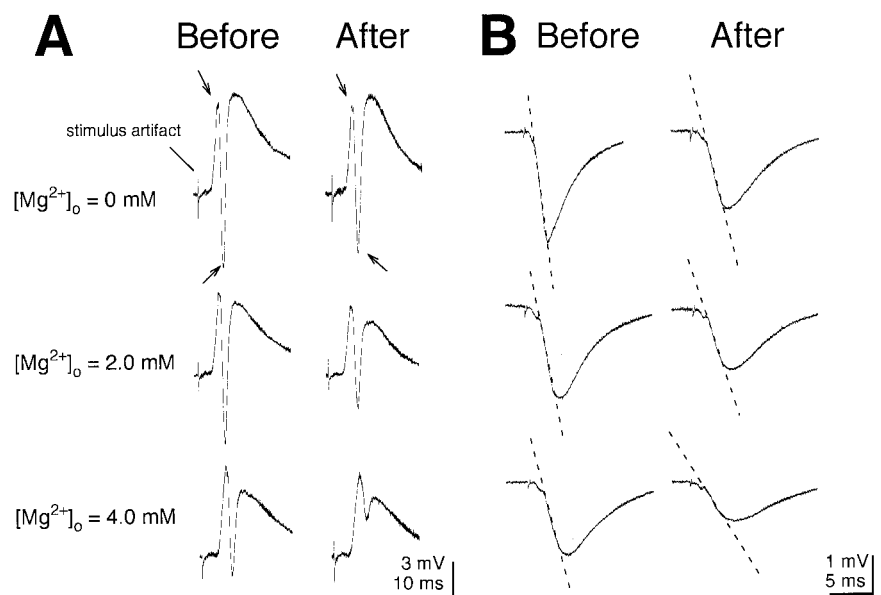 A Before After B Before After
stimulus artifact
[Mg2+]o = 0 mM
[Mg2+]o = 2.0 mM
[Mg2+]o = 4.0 mM
3 mV
10 ms
1 mV
5 ms